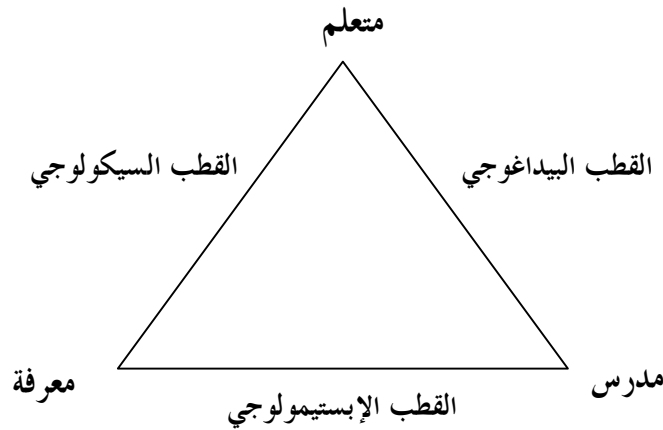 متعلم
القطب البيداغوجي
القطب السيكولوجي
مدرس
معرفة
القطب الإبستيمولوجي